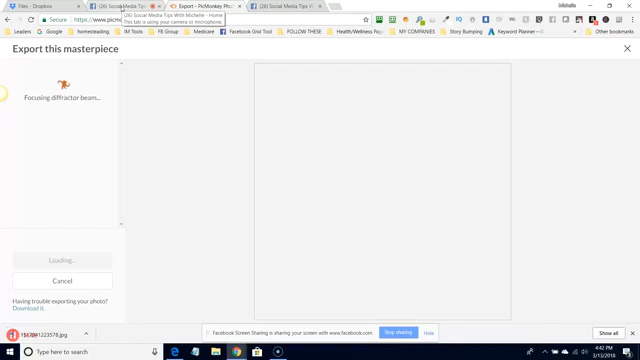 Files - Dropbox
(26) Social Media Tips
Export - PicMonkey Pho
(26) Social Media Tips W
(26) Social Media Tips With Michelle - Home
This tab is using your camera or microphone.
Secure
https://www.picm
Leaders
homesteading
IM Tools
FB Group
Medicare
Facebook Grid Tool
FOLLOW THESE
Health/Wellness Pages
MY COMPANIES
Story Bumping
Keyword Planner -
Other bookmarks
Export this masterpiece
Focusing diffractor beam...
Loading...
Cancel
Having trouble exporting your photo?
Download it.
Facebook Screen Sharing is sharing your screen with www.facebook.com.
Stop sharing
Hide
Show all
Type here to search
4:42 PM
3/13/2018